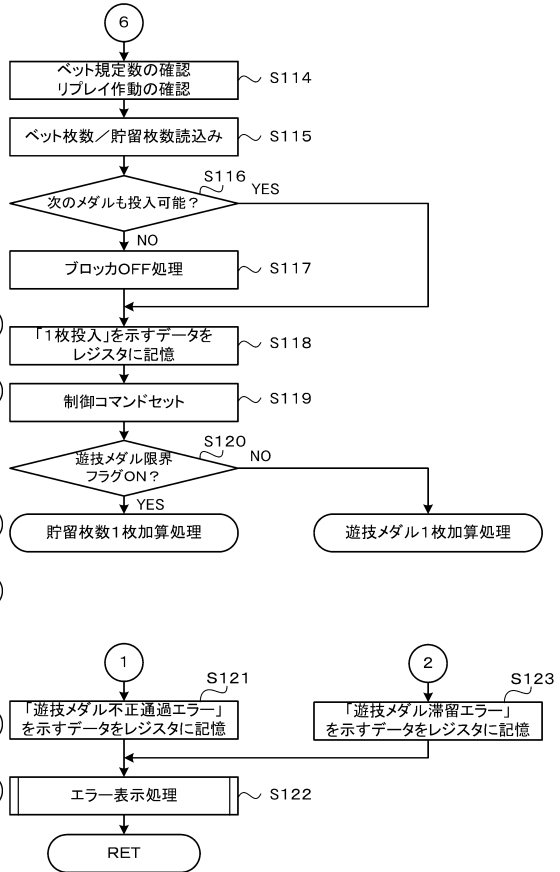 6
ベット規定数の確認
リプレイ作動の確認
S114
ベット枚数／貯留枚数読込み
S115
S116
次のメダルも投入可能？
YES
NO
ブロッカOFF処理
S117
「1枚投入」を示すデータを
レジスタに記憶
S118
制御コマンドセット
S119
S120
遊技メダル限界
フラグON？
NO
YES
貯留枚数1枚加算処理
遊技メダル1枚加算処理
1
2
S121
「遊技メダル不正通過エラー」
を示すデータをレジスタに記憶
S123
「遊技メダル滞留エラー」
を示すデータをレジスタに記憶
エラー表示処理
S122
RET